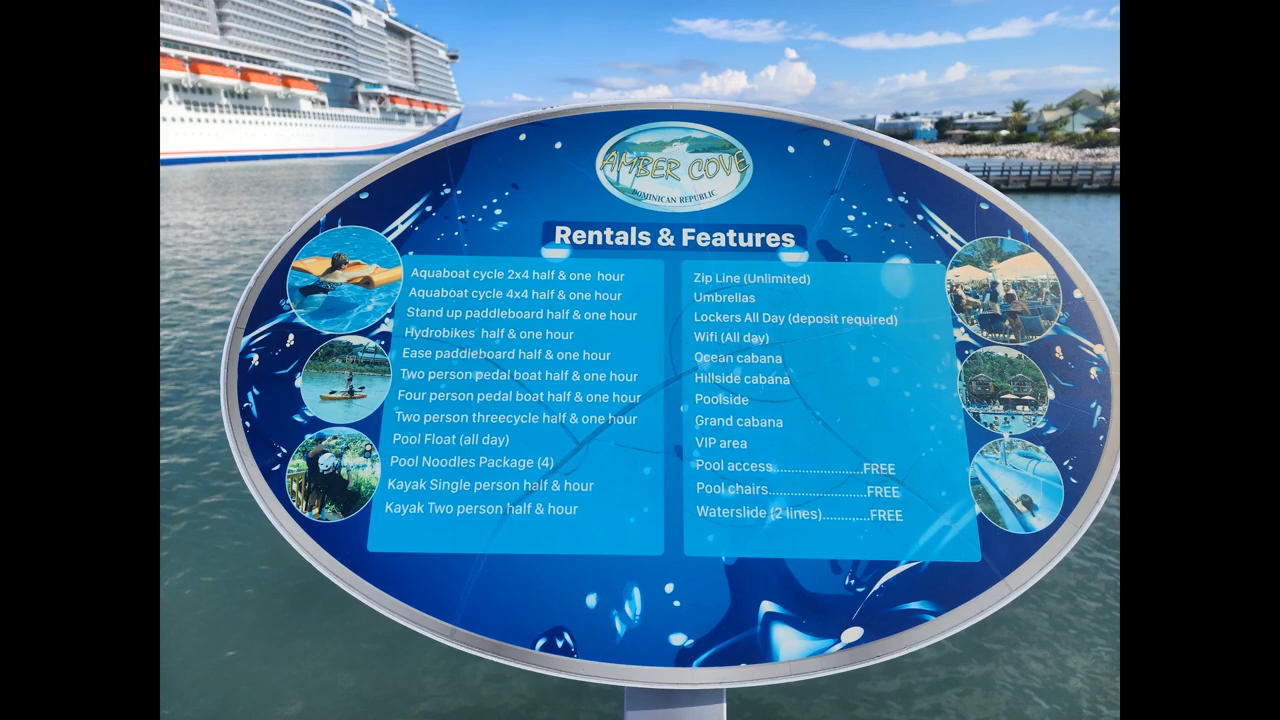 AMBER COVE
DOMINICAN REPUBLIC
Rentals & Features
Aquaboat cycle 2x4 half & one hour
Aquaboat cycle 4x4 half & one hour
Stand up paddleboard half & one hour
Hydrobikes half & one hour
Ease paddleboard half & one hour
Two person pedal boat half & one hour
Four person pedal boat half & one hour
Two person threecycle half & one hour
Pool Float (all day)
Pool Noodles Package (4)
Kayak Single person half & hour
Kayak Two person half & hour
Zip Line (Unlimited)
Umbrellas
Lockers All Day (deposit required)
Wifi (All day)
Ocean cabana
Hillside cabana
Poolside
Grand cabana
VIP area
Pool access.......................FREE
Pool chairs.........................FREE
Waterslide (2 lines)............FREE